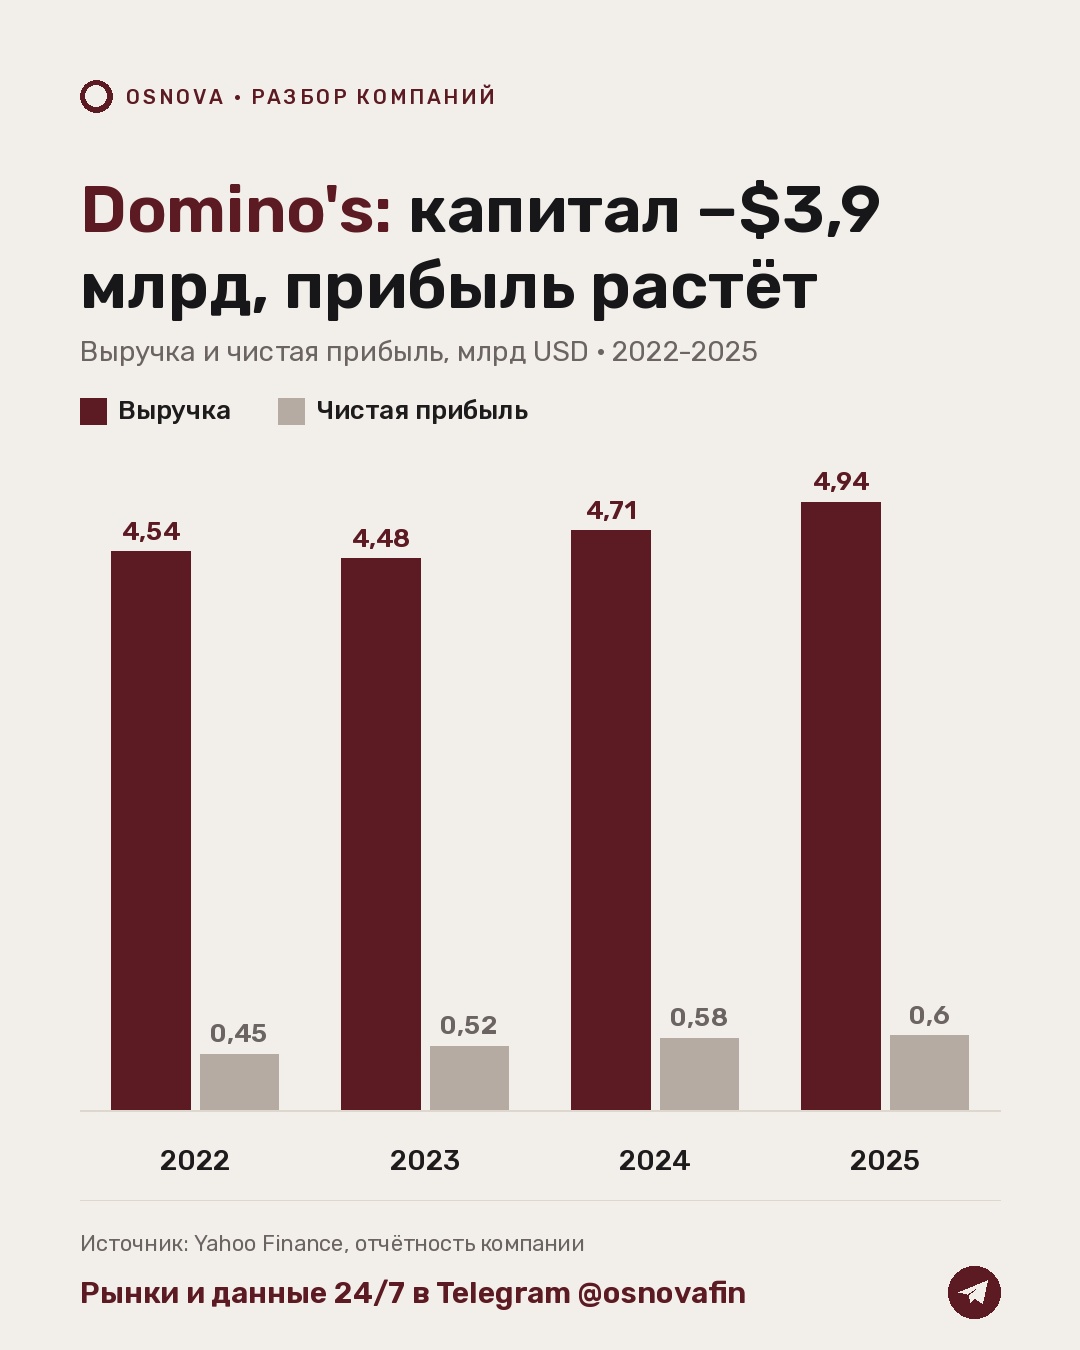 OSNOVA • РАЗБОР КОМПАНИЙ
Domino's: капитал −$3,9
млрд, прибыль растёт
Выручка и чистая прибыль, млрд USD • 2022-2025
Выручка Чистая прибыль
4,54 4,48 4,71 4,94
0,45 0,52 0,58 0,6
2022 2023 2024 2025
Источник: Yahoo Finance, отчётность компании
Рынки и данные 24/7 в Telegram @osnovafin